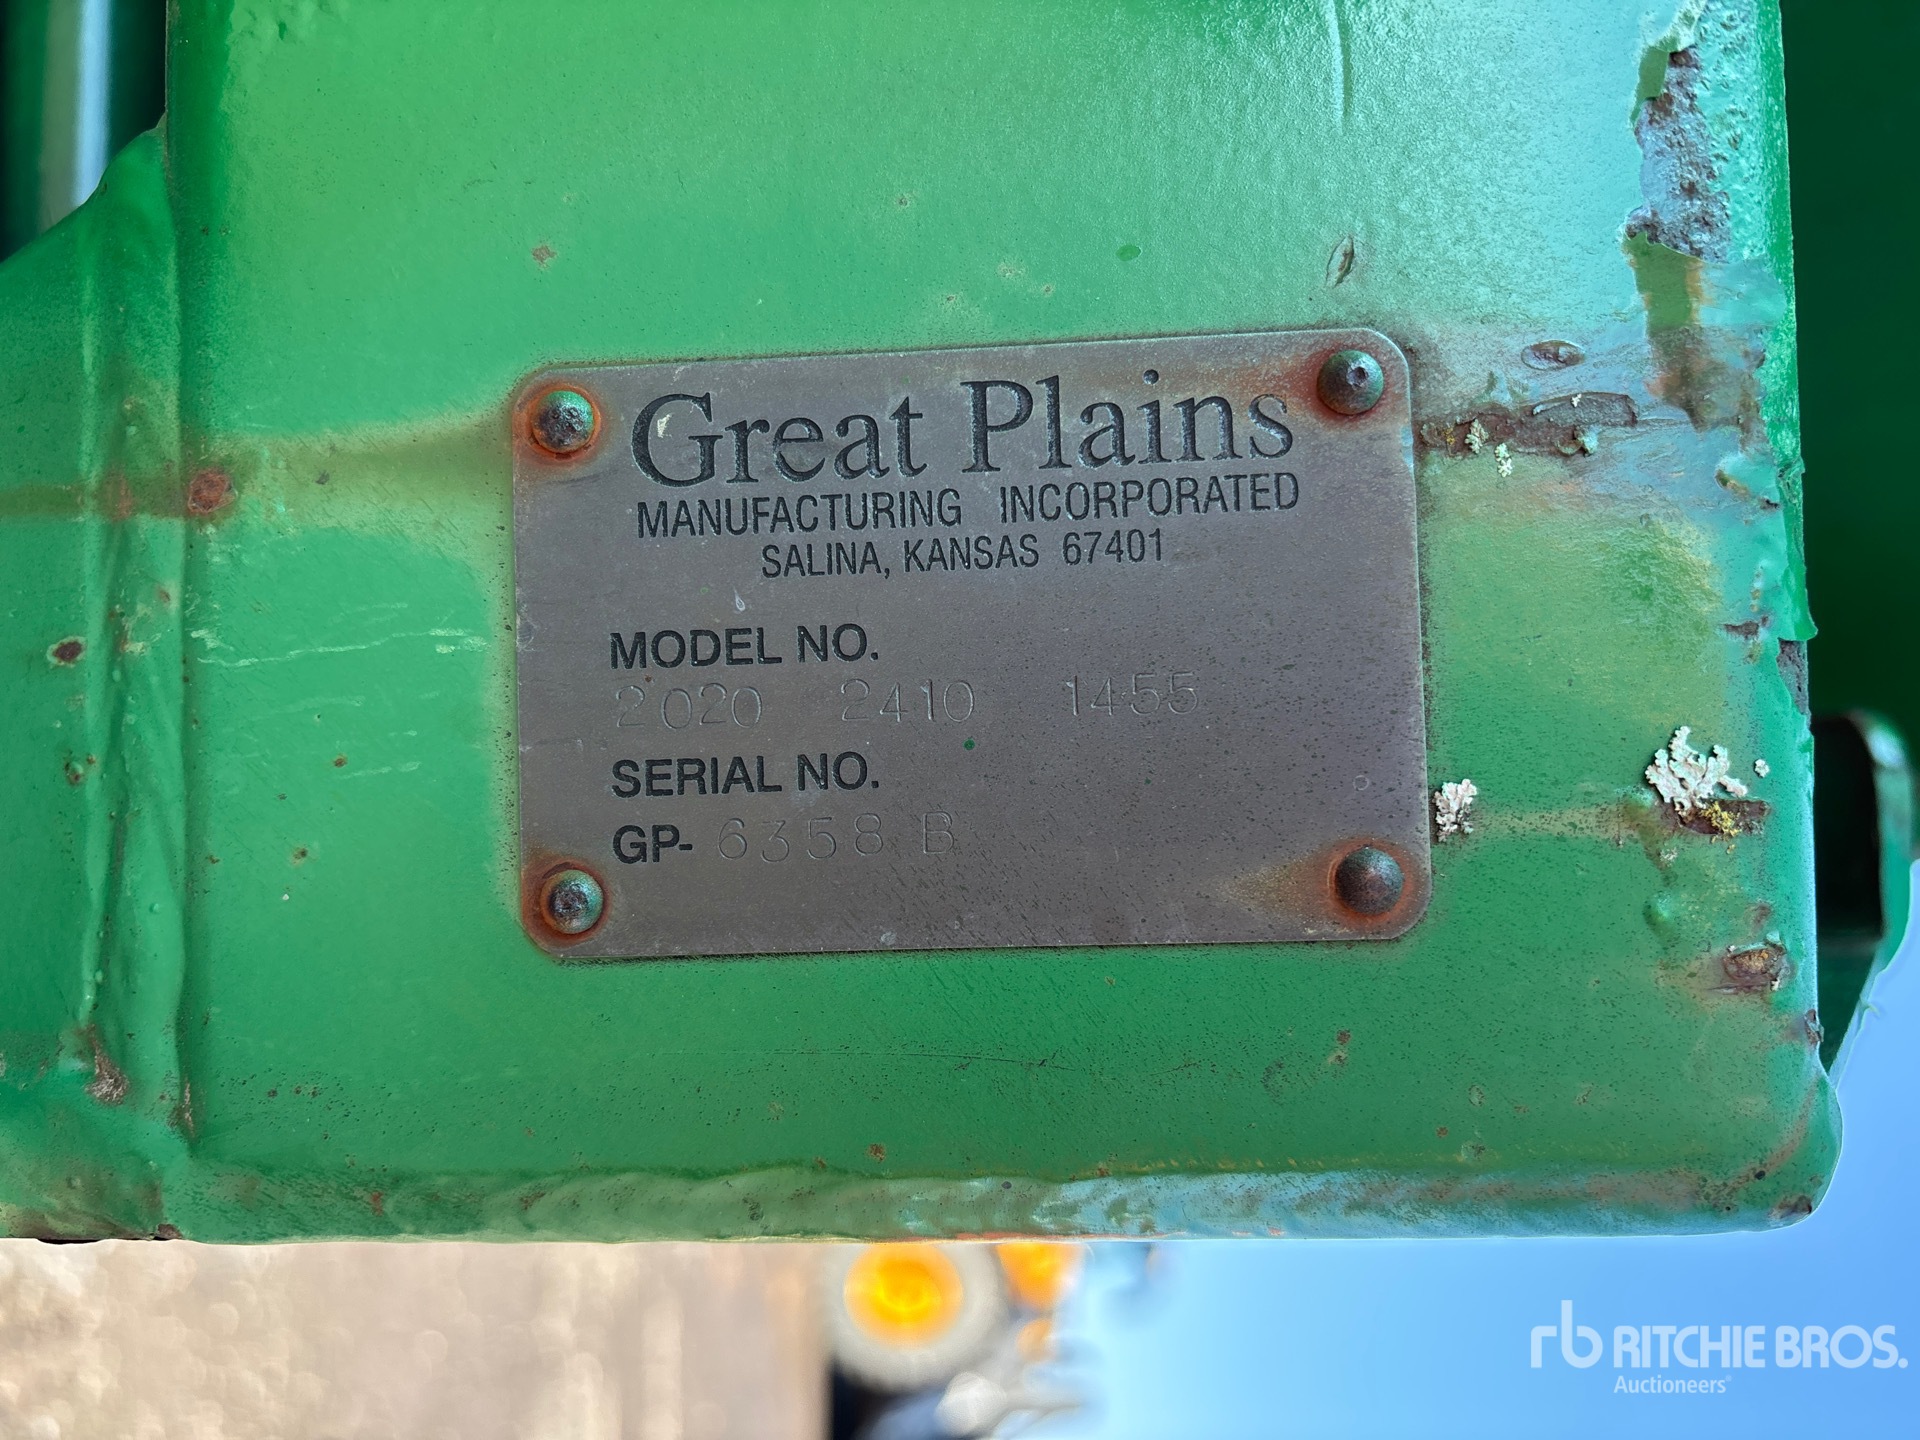 Great Plains
MANUFACTURING INCORPORATED
SALINA, KANSAS 67401
MODEL NO.
2020 2410 1455
SERIAL NO.
GP- 6358 B
rb RITCHIE BROS.
Auctioneers®